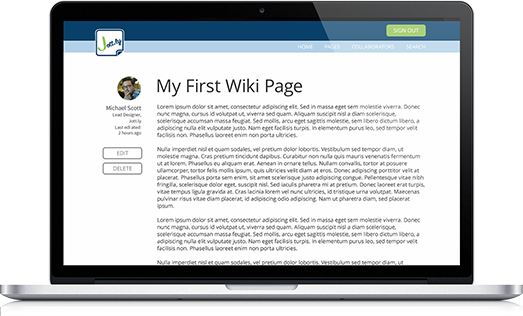 Jott.ly
SIGN OUT
HOME PAGES COLLABORATORS SEARCH
My First Wiki Page
Michael Scott
Lead Designer,
Jott.ly
Last edited:
2 hours ago
EDIT
DELETE
Lorem ipsum dolor sit amet, consectetur adipiscing elit. Sed in massa eget sem molestie viverra. Donec
nunc magna, cursus id volutpat ut, viverra sed quam. Aliquam suscipit nisl a diam scelerisque,
scelerisque accumsan massa feugiat. Sed commodo, sem eget adipiscing mollis, libero dictum libero, a
adipiscing nulla elit vulputate justo. Nam eget facilisis turpis. In elementum purus leo, sed tempor velit
facilisis non. Phasellus laoreet enim non porta ultricies.
Nulla imperdiet nisl et quam sodales, vel pretium dolor lobortis. Vestibulum sed tempor diam, ut
molestie magna. Cras pretium tincidunt dapibus. Curabitur non nulla quis mauris venenatis fermentum
ut at lorem. Phasellus eu aliquam erat. Aenean in ornare tellus. Nullam convallis, tortor at posuere
ullamcorper, tortor felis mollis ipsum, quis ultricies velit diam at eros. Donec adipiscing porttitor velit at
placerat. Phasellus porta sem enim, sit amet scelerisque justo adipiscing congue. Pellentesque vitae nibh
fringilla, scelerisque dolor eget, suscipit nisl. Sed iaculis pharetra mi at pretium. Donec laoreet erat turpis,
vitae tempus ligula gravida at. Cras lacinia lorem vel nunc ultricies, id tristique urna volutpat. Maecenas
pulvinar risus vitae diam placerat, id adipiscing odio adipiscing. Nam ut pharetra diam, sed placerat
ipsum.
Lorem ipsum dolor sit amet, consectetur adipiscing elit. Sed in massa eget sem molestie viverra. Donec
nunc magna, cursus id volutpat ut, viverra sed quam. Aliquam suscipit nisl a diam scelerisque,
scelerisque accumsan massa feugiat. Sed commodo, sem eget adipiscing mollis, libero dictum libero, a
adipiscing nulla elit vulputate justo. Nam eget facilisis turpis. In elementum purus leo, sed tempor velit
facilisis non. Phasellus laoreet enim non porta ultricies.
Nulla imperdiet nisl et quam sodales, vel pretium dolor lobortis. Vestibulum sed tempor diam, ut